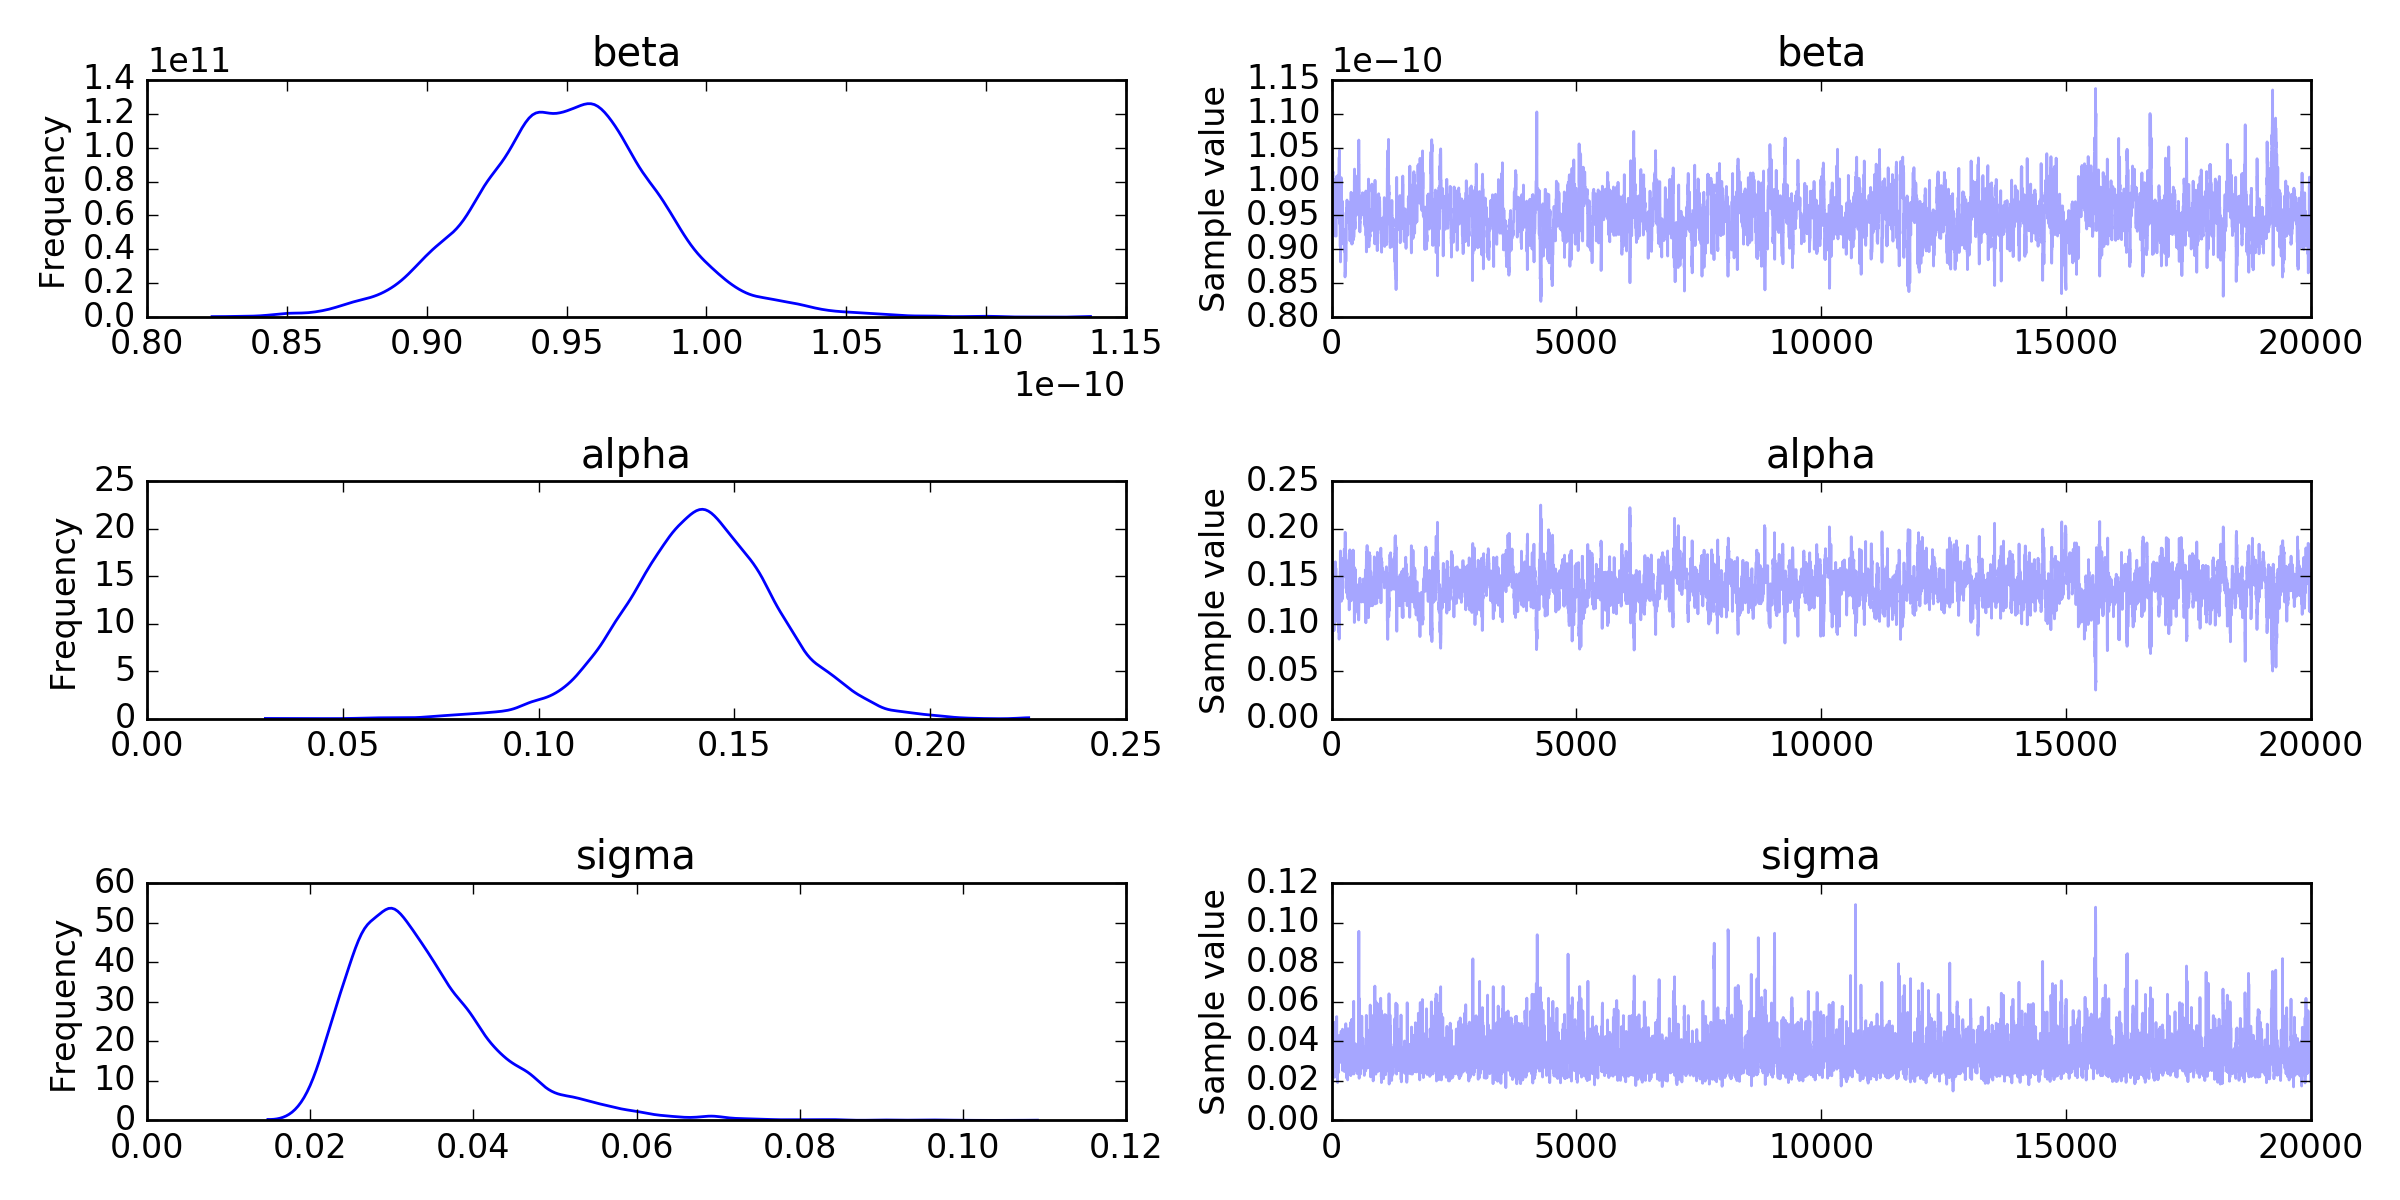 beta
1e11
1.4
1.2
1.0
0.8
0.6
0.4
0.2
0.0
Frequency
0.80 0.85 0.90 0.95 1.00 1.05 1.10 1.15
1e−10
beta
1e−10
1.15
1.10
1.05
1.00
0.95
0.90
0.85
0.80
Sample value
0 5000 10000 15000 20000
alpha
25
20
15
10
5
0
Frequency
0.00 0.05 0.10 0.15 0.20 0.25
alpha
0.25
0.20
0.15
0.10
0.05
0.00
Sample value
0 5000 10000 15000 20000
sigma
60
50
40
30
20
10
0
Frequency
0.00 0.02 0.04 0.06 0.08 0.10 0.12
sigma
0.12
0.10
0.08
0.06
0.04
0.02
0.00
Sample value
0 5000 10000 15000 20000